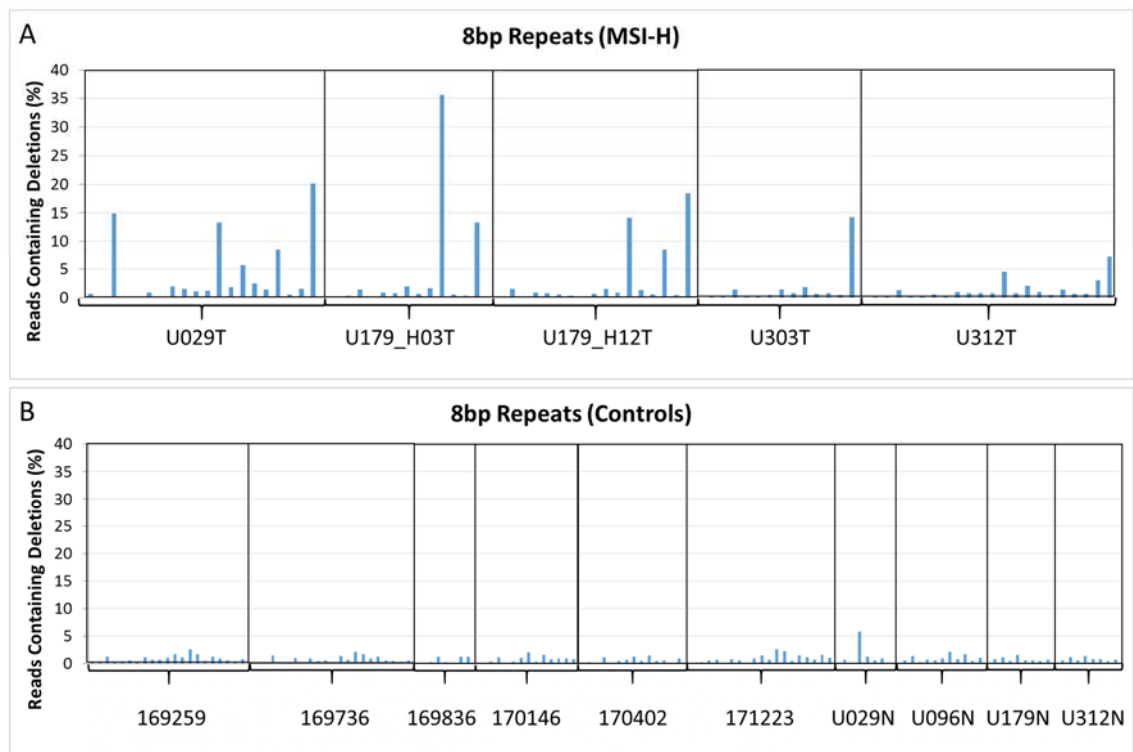 A
8bp Repeats (MSI-H)
Reads Containing Deletions (%)
40
35
30
25
20
15
10
5
0
U029T U179_H03T U179_H12T U303T U312T
B
8bp Repeats (Controls)
Reads Containing Deletions (%)
40
35
30
25
20
15
10
5
0
169259 169736 169836 170146 170402 171223 U029N U096N U179N U312N